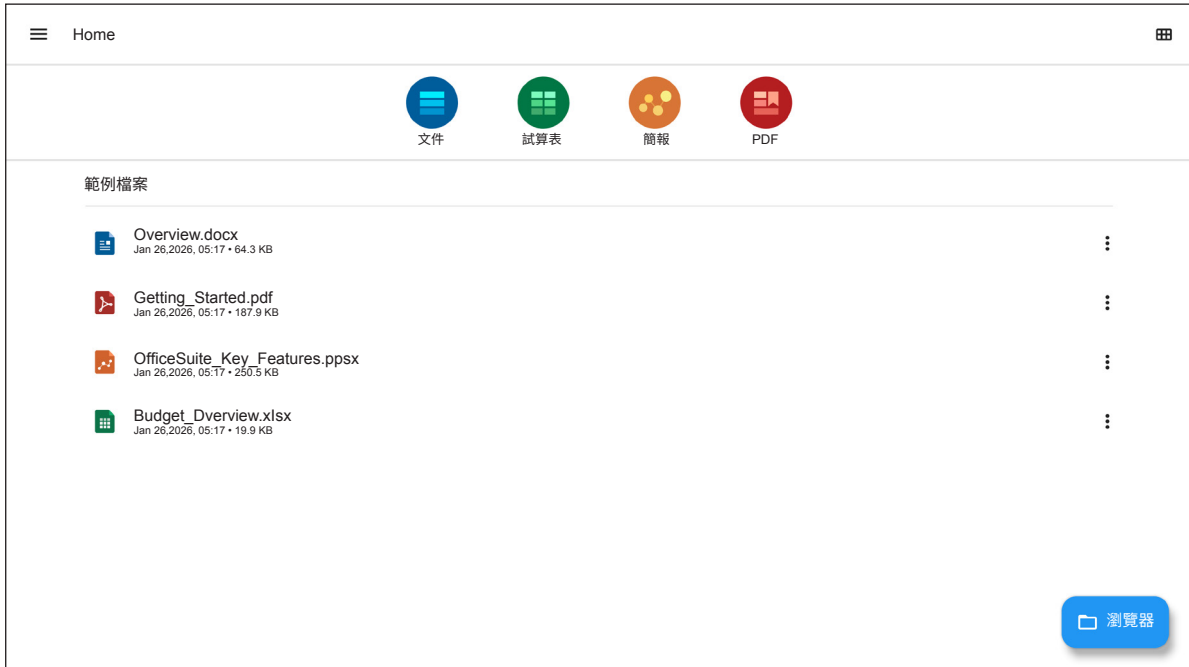 Home
文件
試算表
簡報
PDF
範例檔案
Overview.docx
Jan 26,2026, 05:17 • 64.3 KB
Getting_Started.pdf
Jan 26,2026, 05:17 • 187.9 KB
OfficeSuite_Key_Features.ppsx
Jan 26,2026, 05:17 • 250.5 KB
Budget_Dverview.xlsx
Jan 26,2026, 05:17 • 19.9 KB
瀏覽器